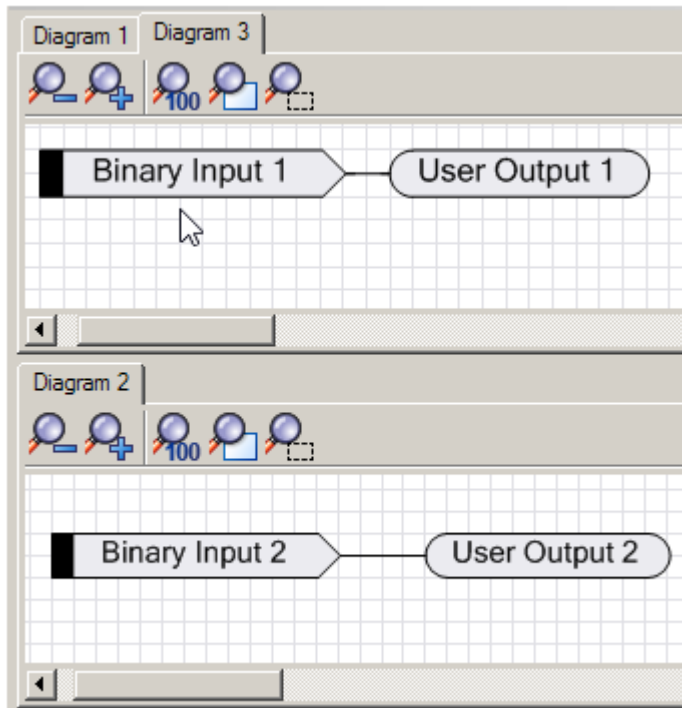 Diagram 1 Diagram 3
100
Binary Input 1 User Output 1
Diagram 2
100
Binary Input 2 User Output 2